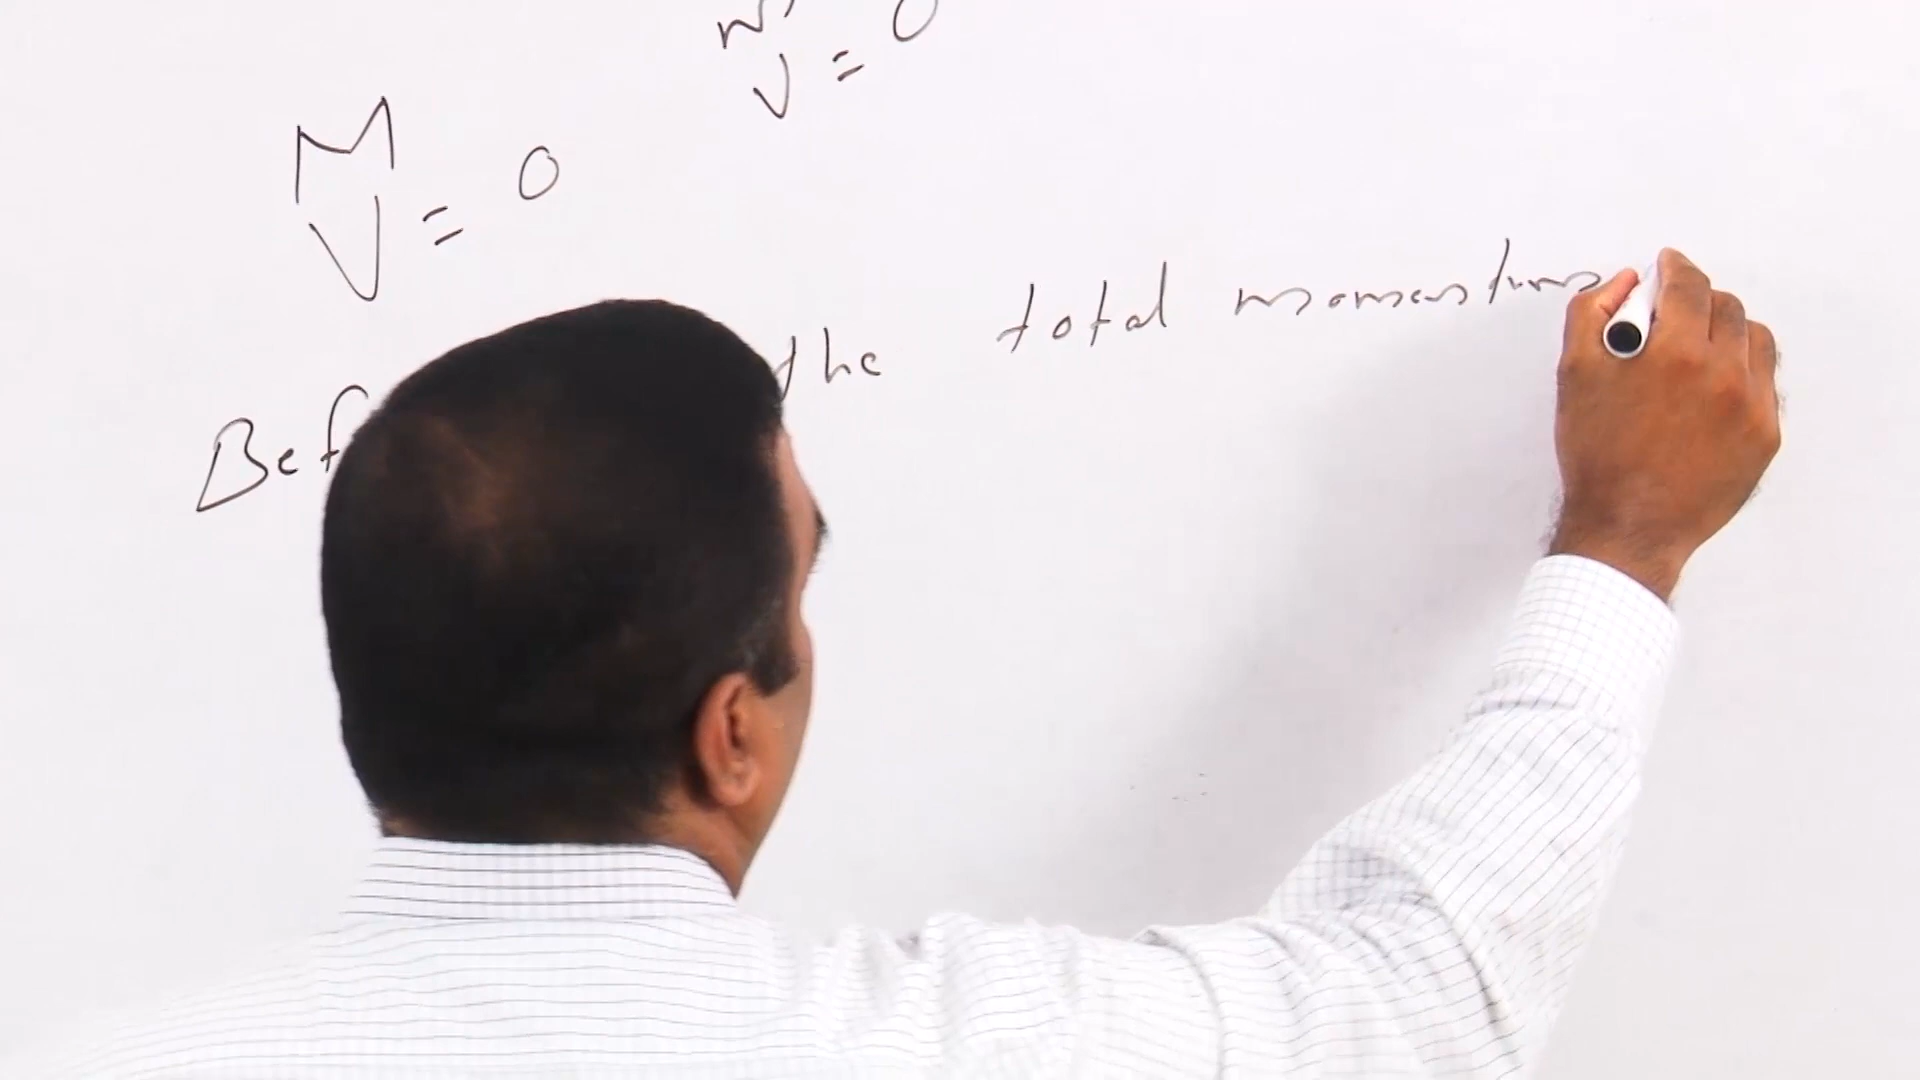 m
v = 0
M
V = 0
Bef the total momentum